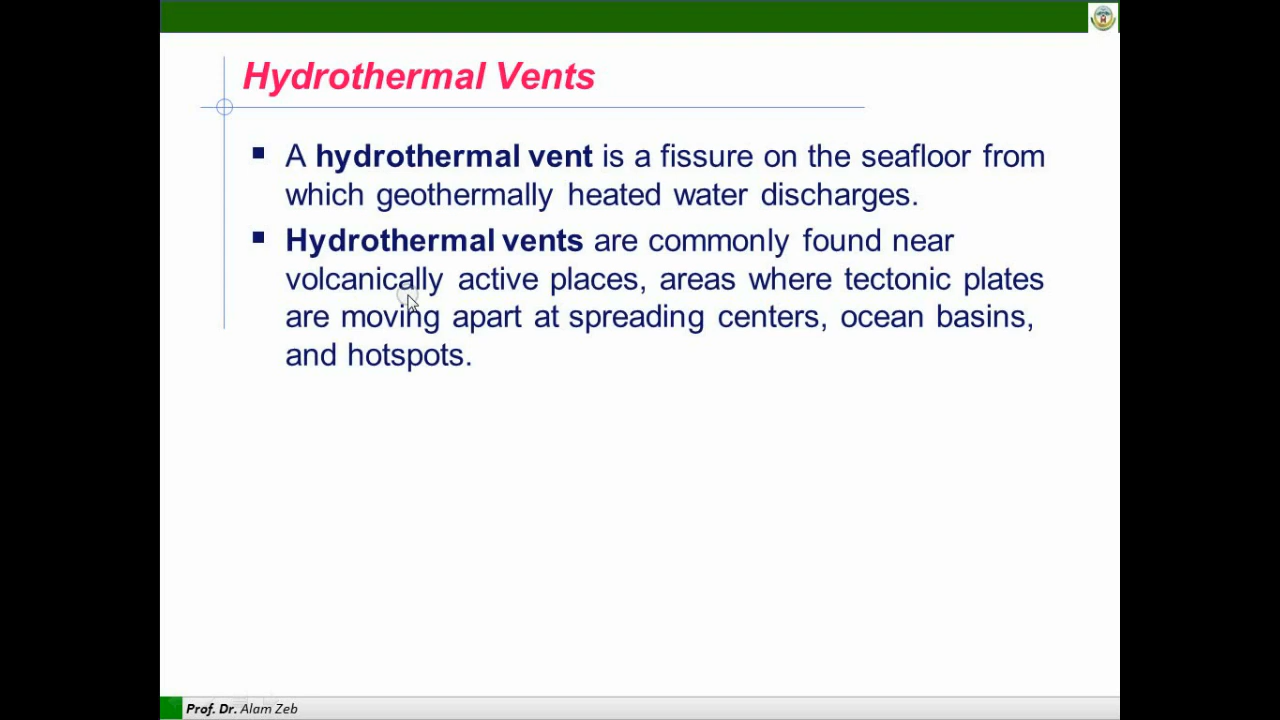 Hydrothermal Vents
A hydrothermal vent is a fissure on the seafloor from
which geothermally heated water discharges.
Hydrothermal vents are commonly found near
volcanically active places, areas where tectonic plates
are moving apart at spreading centers, ocean basins,
and hotspots.
Prof. Dr. Alam Zeb